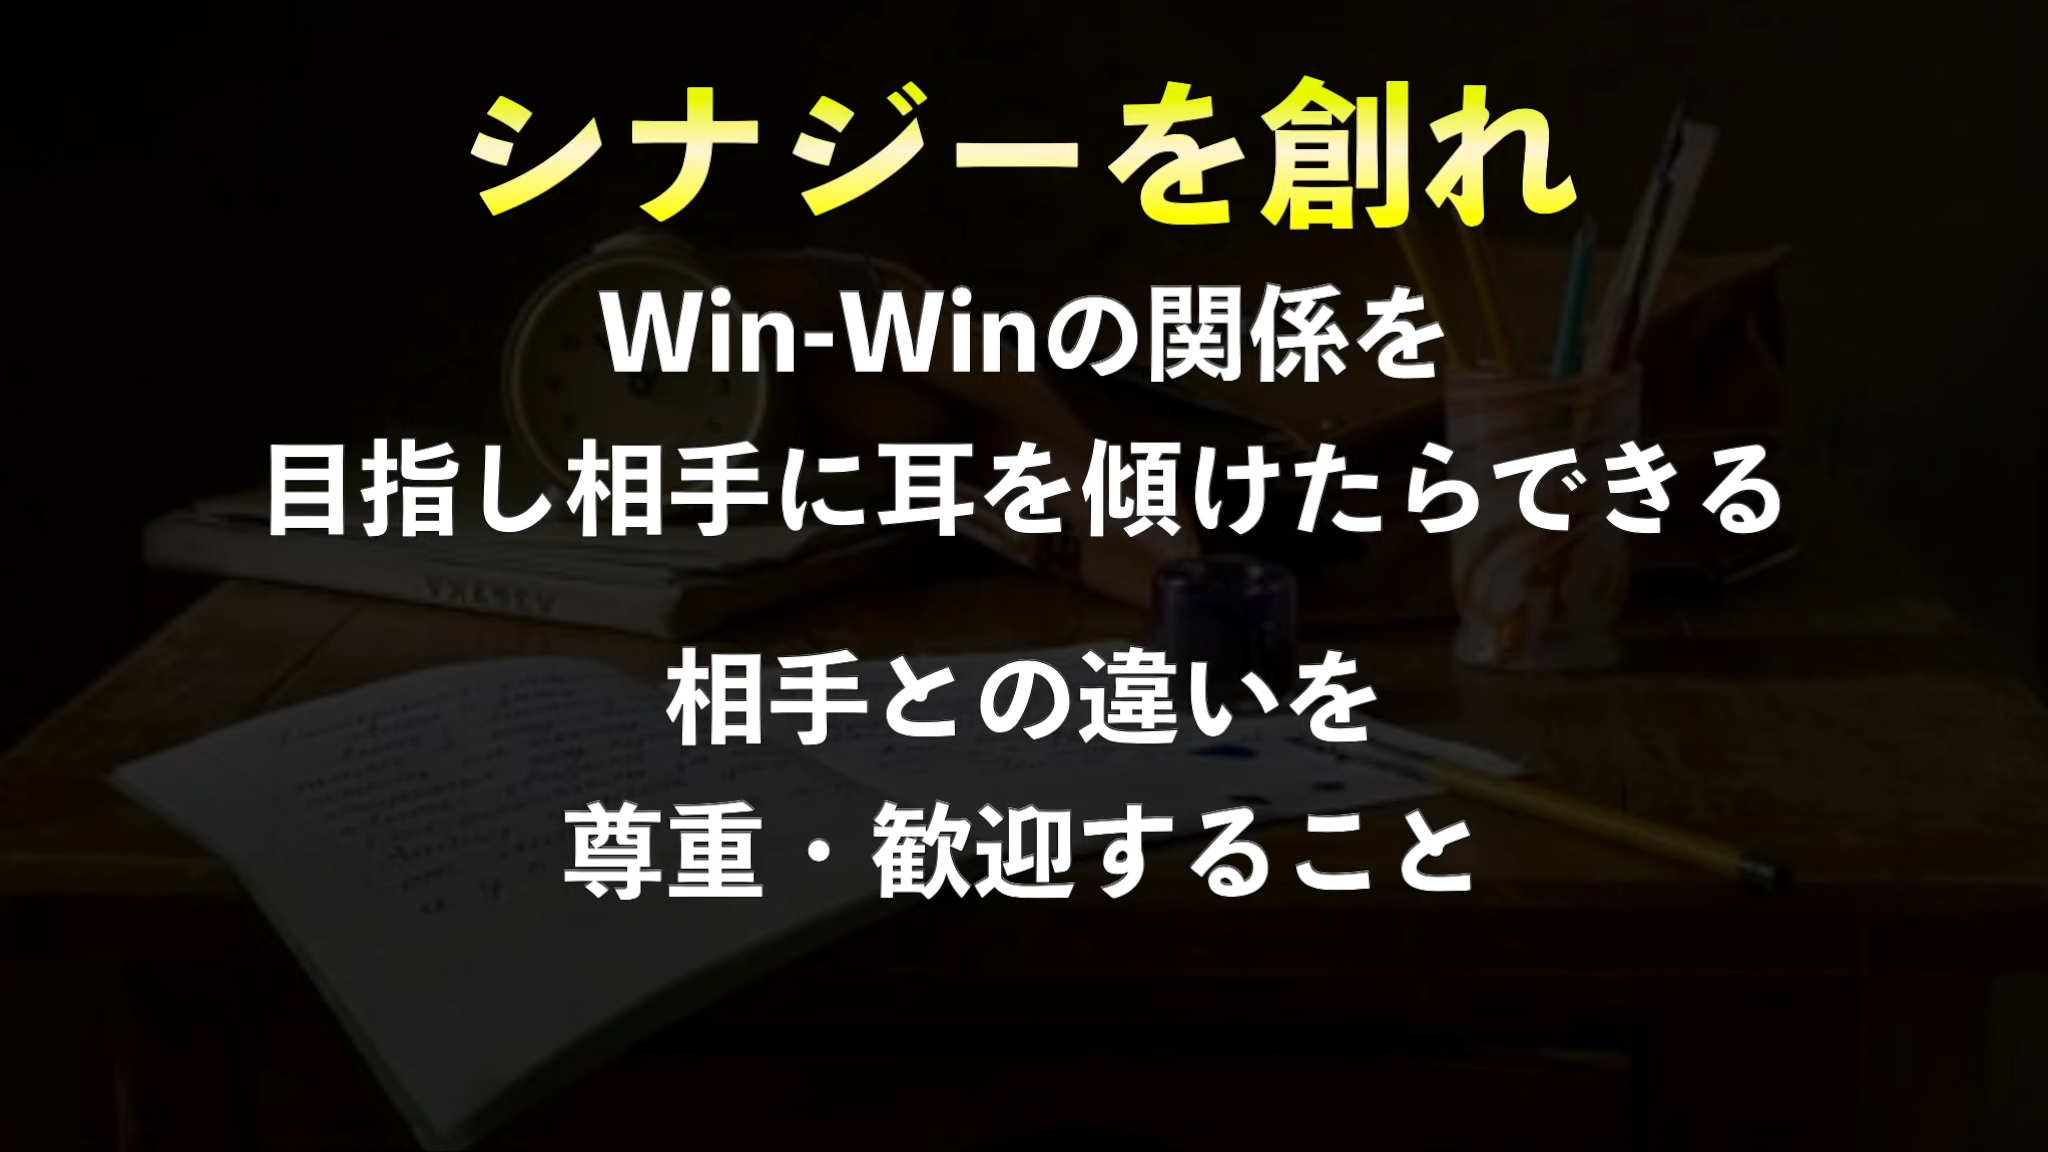 シナジーを創れ
Win-Winの関係を
目指し相手に耳を傾けたらできる
相手との違いを
尊重・歓迎すること